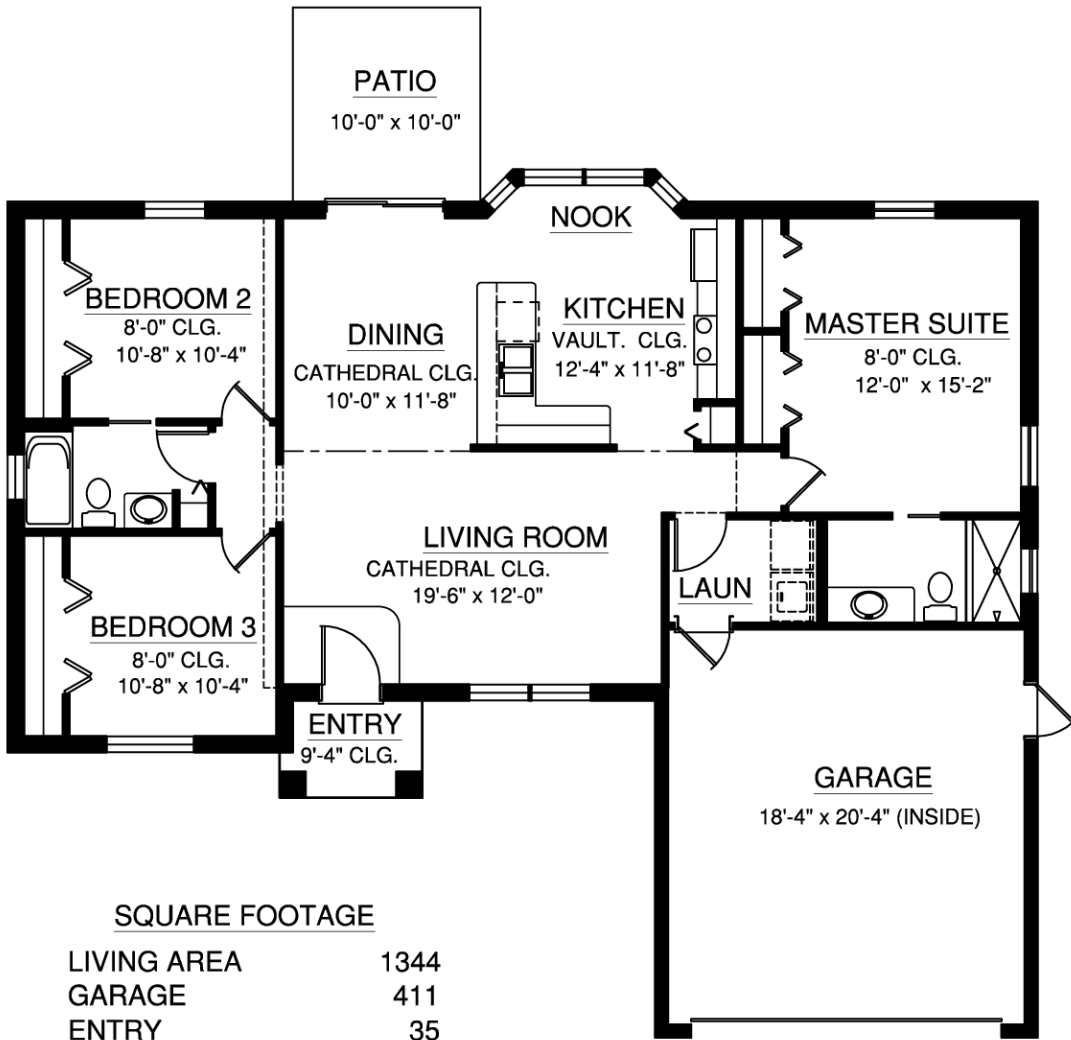 PATIO
10'-0" x 10'-0"
NOOK
BEDROOM 2
8'-0" CLG.
10'-8" x 10'-4"
DINING
CATHEDRAL CLG.
10'-0" x 11'-8"
KITCHEN
VAULT. CLG.
12'-4" x 11'-8"
MASTER SUITE
8'-0" CLG.
12'-0" x 15'-2"
LIVING ROOM
CATHEDRAL CLG.
19'-6" x 12'-0"
LAUN
BEDROOM 3
8'-0" CLG.
10'-8" x 10'-4"
ENTRY
9'-4" CLG.
GARAGE
18'-4" x 20'-4" (INSIDE)
SQUARE FOOTAGE
LIVING AREA 1344
GARAGE 411
ENTRY 35